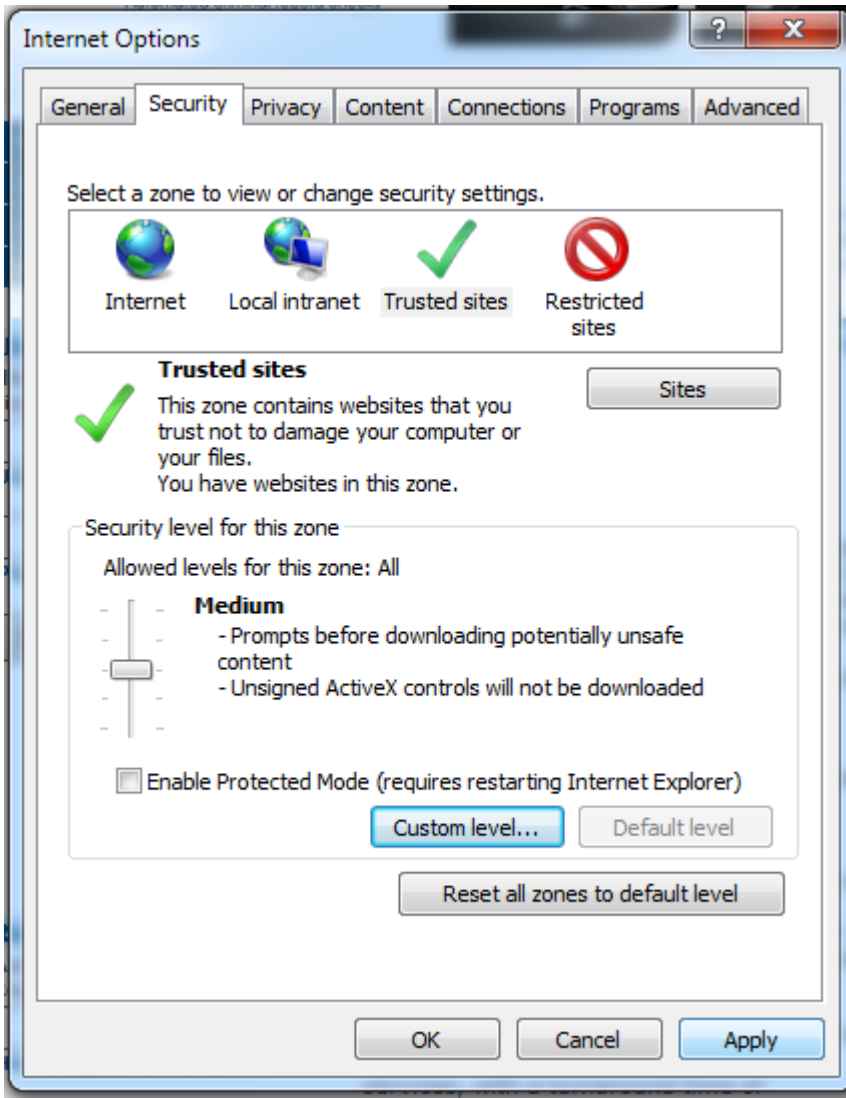 Internet Options
?
X
General Security Privacy Content Connections Programs Advanced
Select a zone to view or change security settings.
Internet
Local intranet
Trusted sites
Restricted
sites
Trusted sites
Sites
This zone contains websites that you
trust not to damage your computer or
your files.
You have websites in this zone.
Security level for this zone
Allowed levels for this zone: All
Medium
- Prompts before downloading potentially unsafe
content
- Unsigned ActiveX controls will not be downloaded
Enable Protected Mode (requires restarting Internet Explorer)
Custom level...
Default level
Reset all zones to default level
OK
Cancel
Apply